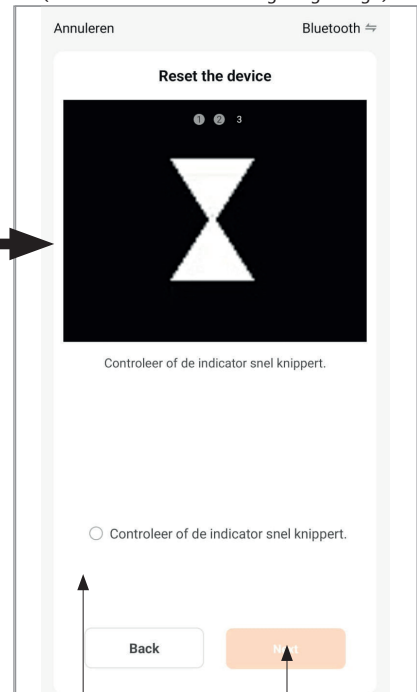 Annuleren Bluetooth ⇋
Reset the device
1 2 3
Controleer of de indicator snel knippert.
Controleer of de indicator snel knippert.
Back